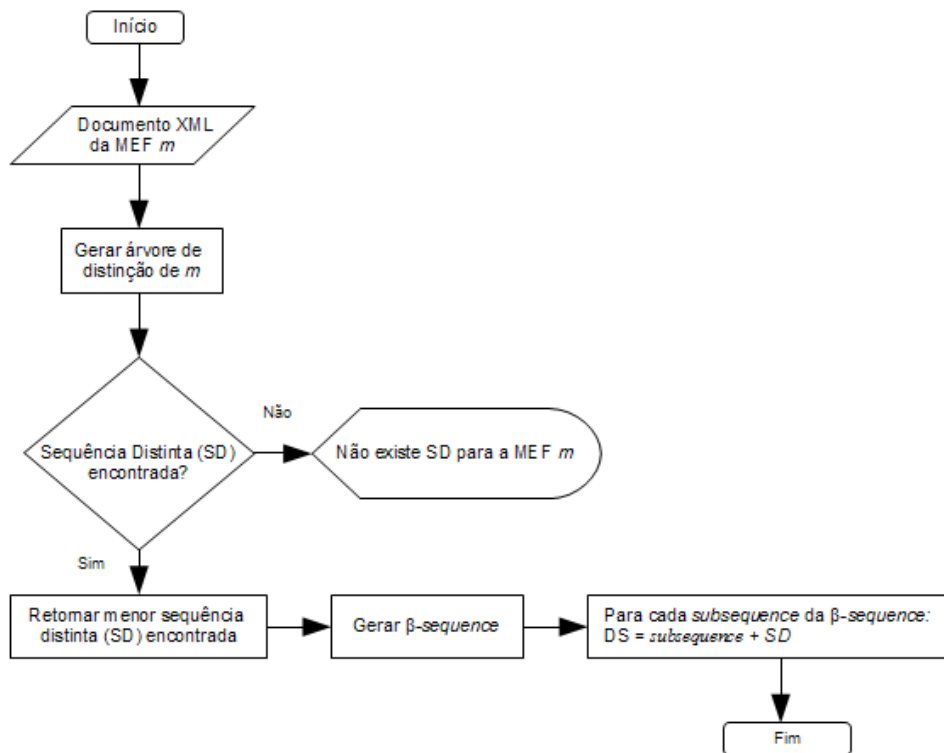 Início
Documento XML
da MEF m
Gerar árvore de
distinção de m
Não
Sequência Distinta (SD)
encontrada?
Não existe SD para a MEF m
Sim
Retornar menor sequência
distinta (SD) encontrada
Gerar β-sequence
Para cada subsequence da β-sequence:
DS = subsequence + SD
Fim